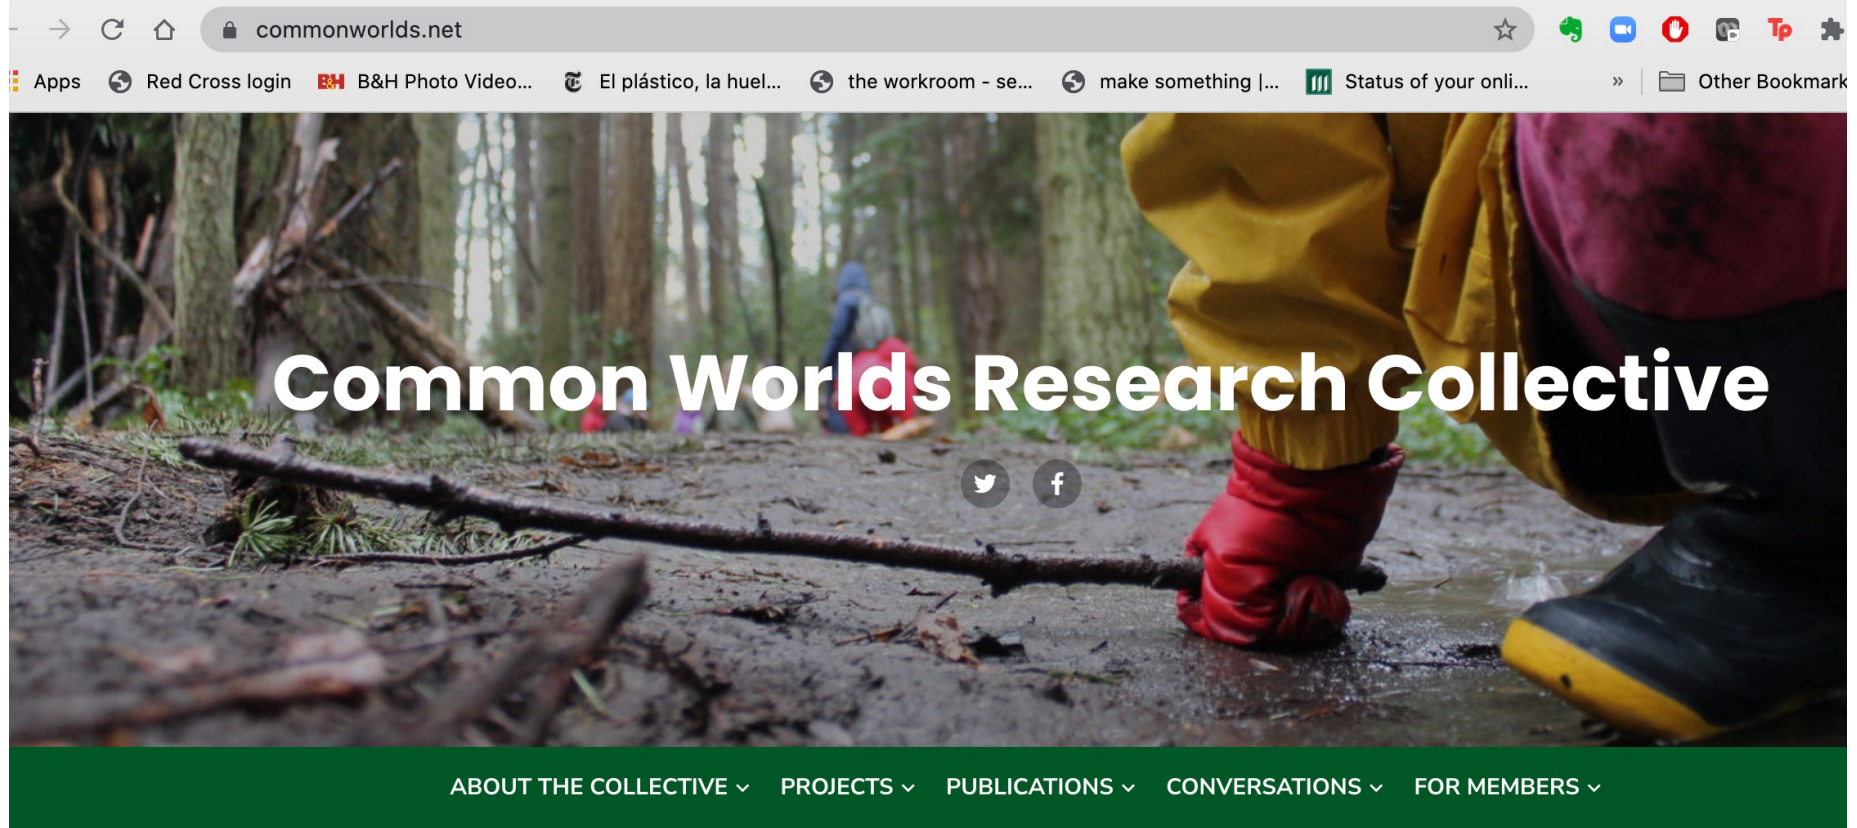 commonworlds.net
Apps Red Cross login B&H B&H Photo Video... El plástico, la huel... the workroom - se... make something |... Status of your onli... » Other Bookmark
Common Worlds Research Collective
ABOUT THE COLLECTIVE PROJECTS PUBLICATIONS CONVERSATIONS FOR MEMBERS